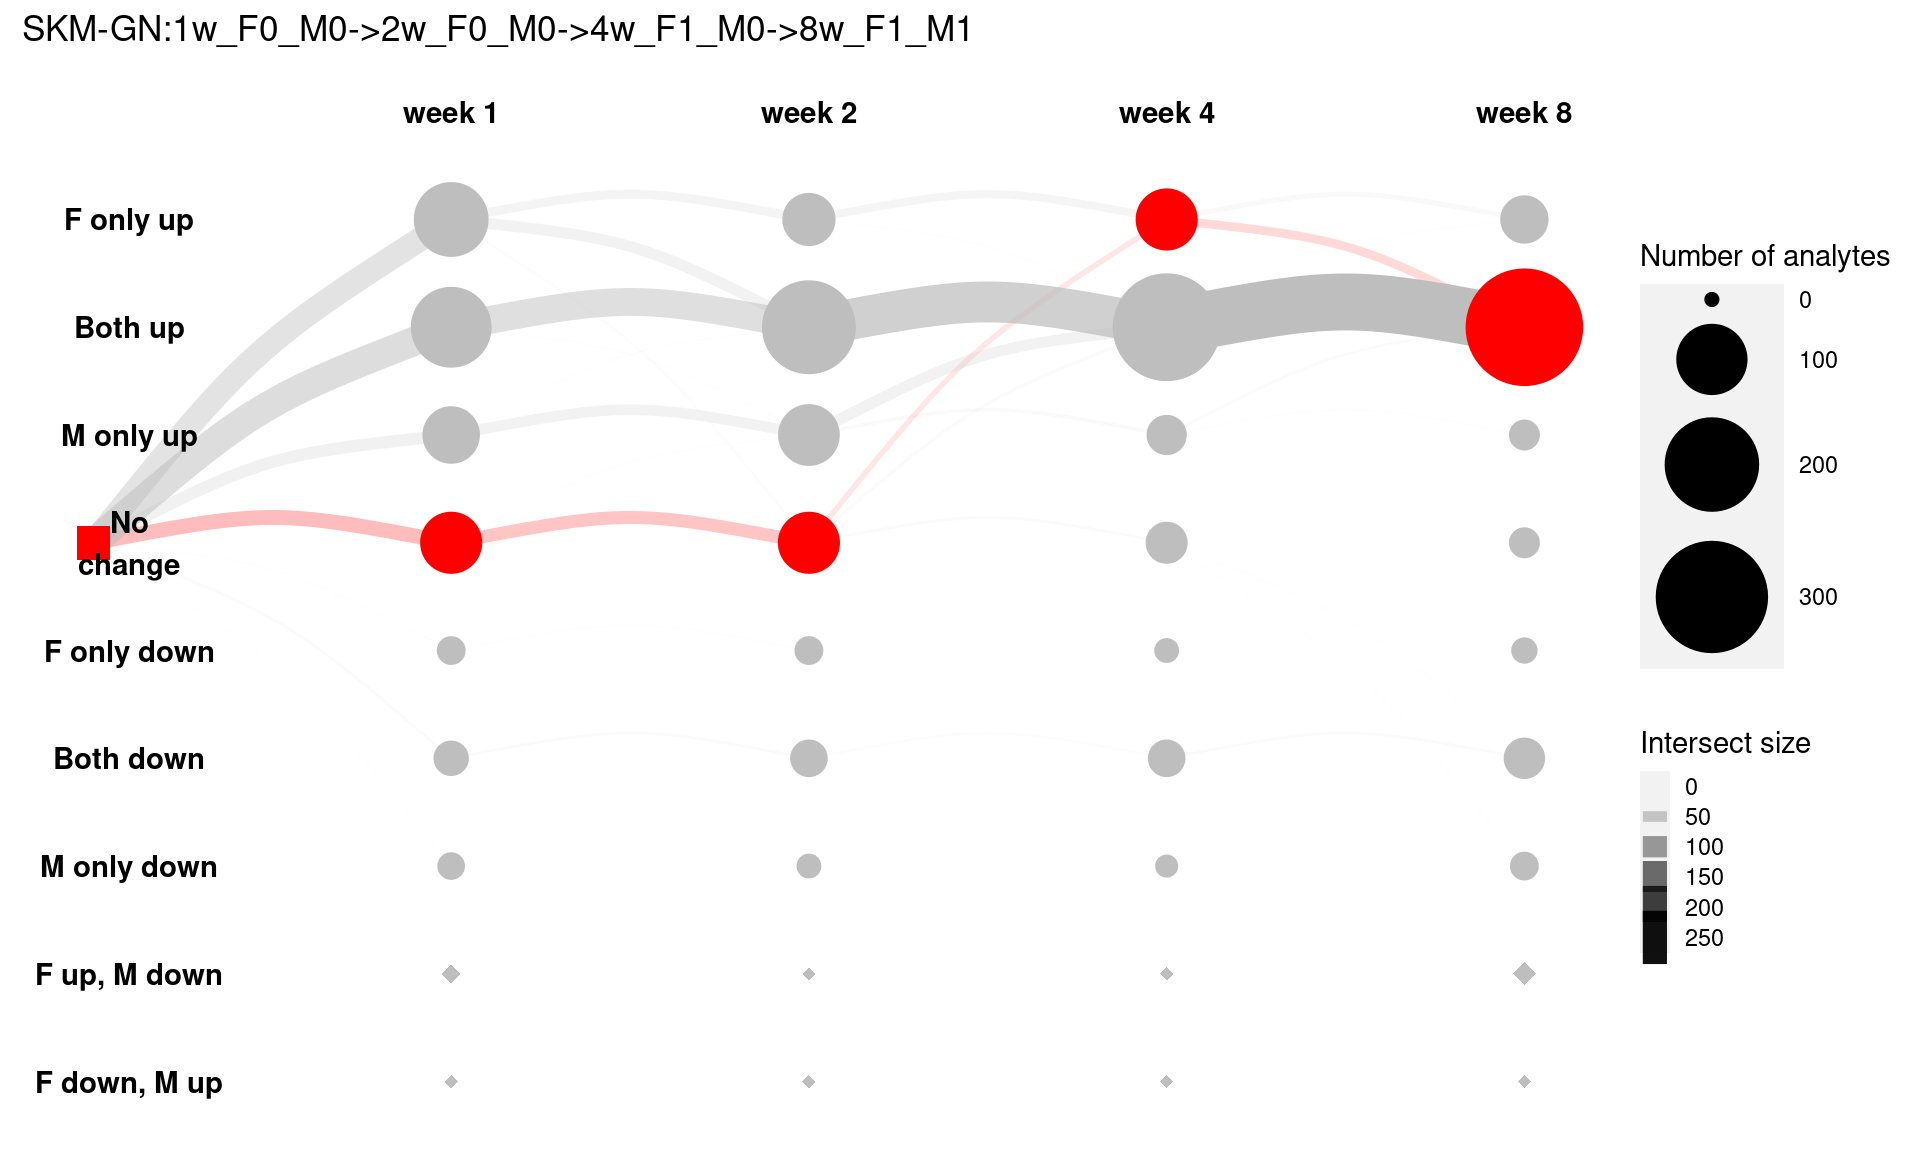 SKM-GN:1w_F0_M0->2w_F0_M0->4w_F1_M0->8w_F1_M1
week 1
week 2
week 4
week 8
F only up
Both up
M only up
No
change
F only down
Both down
M only down
F up, M down
F down, M up
Number of analytes
0
100
200
300
Intersect size
0
50
100
150
200
250